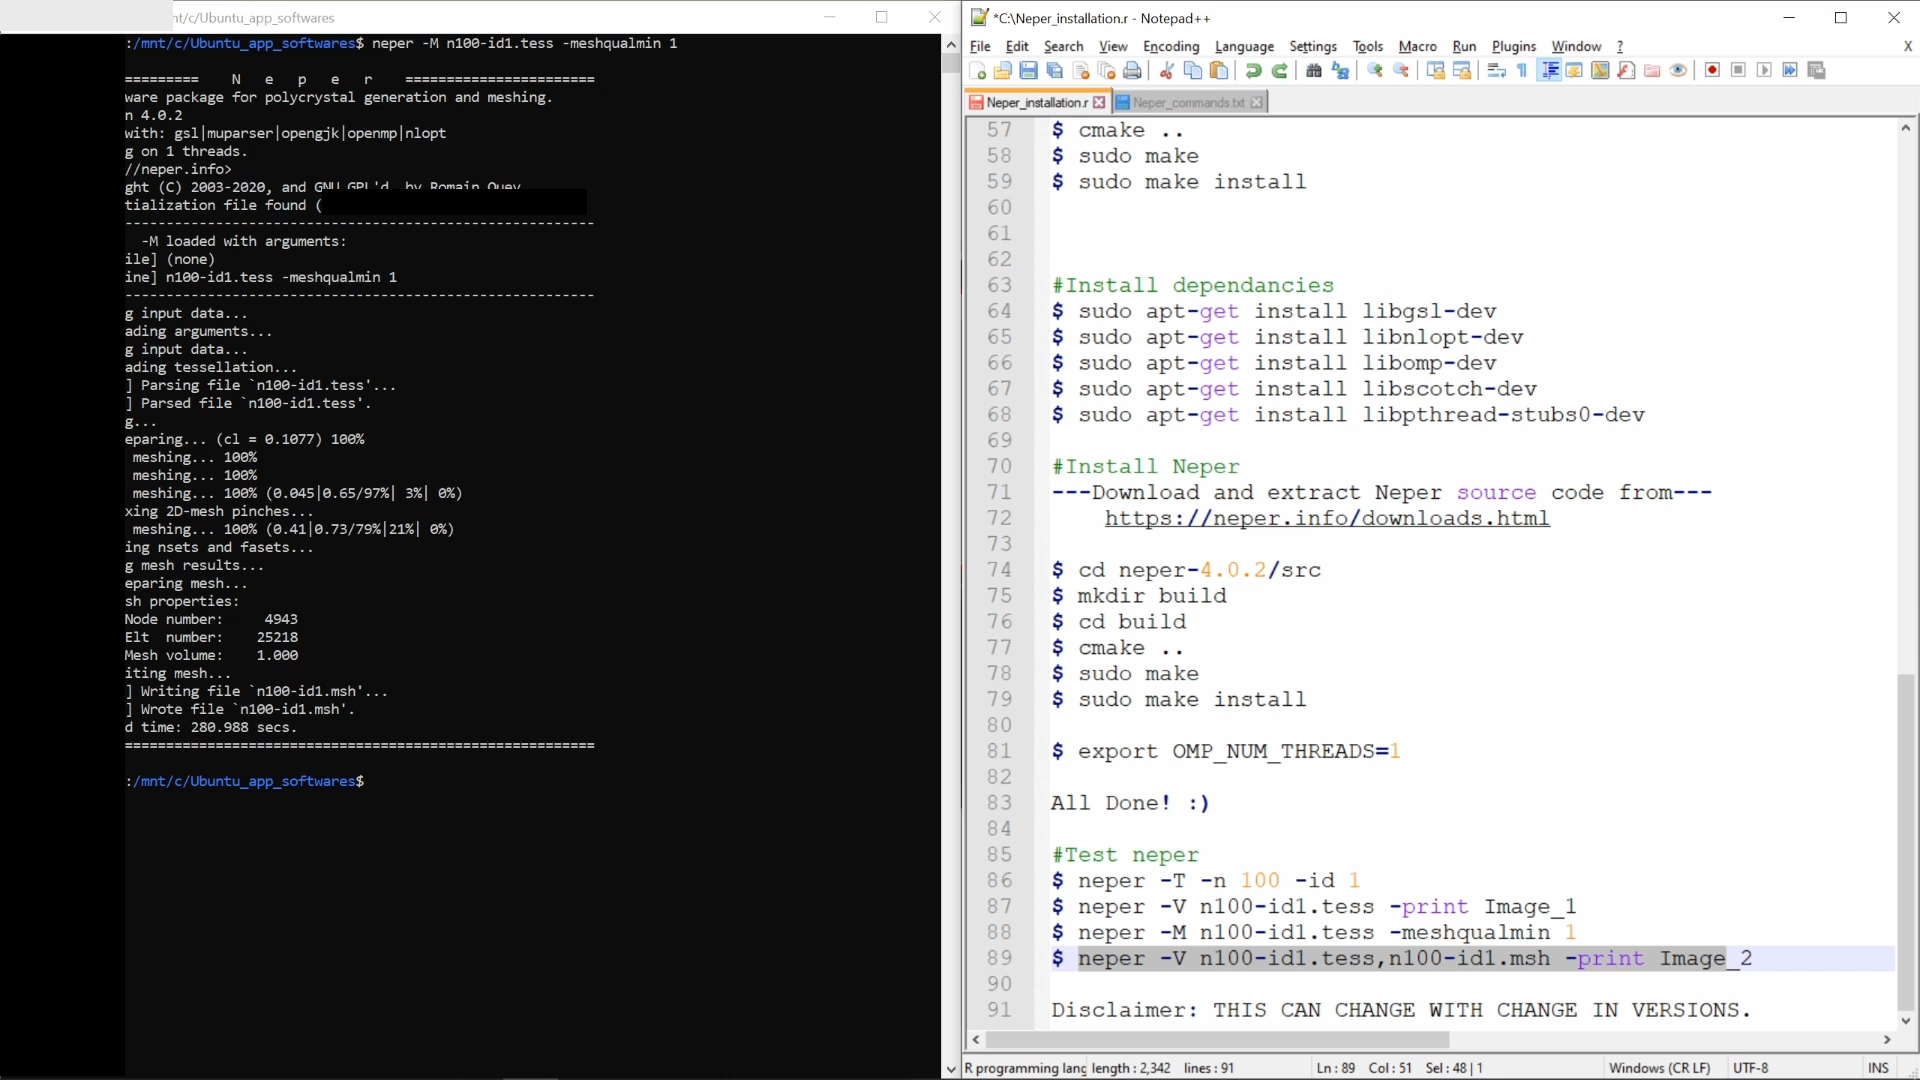 nt/c/Ubuntu_app_softwares
:/mnt/c/Ubuntu_app_softwares$ neper -M n100-id1.tess -meshqualmin 1
========= N e p e r =======================
ware package for polycrystal generation and meshing.
n 4.0.2
with: gsl|muparser|opengjk|openmp|nlopt
g on 1 threads.
//neper.info>
ght (C) 2003-2020, and GNU GPL'd, by Romain Quey
tialization file found (
---------------------------------------------------------
-M loaded with arguments:
ile] (none)
ine] n100-id1.tess -meshqualmin 1
---------------------------------------------------------
g input data...
ading arguments...
g input data...
ading tessellation...
] Parsing file `n100-id1.tess'...
] Parsed file `n100-id1.tess'.
g...
eparing... (cl = 0.1077) 100%
meshing... 100%
meshing... 100%
meshing... 100% (0.045|0.65/97%| 3%| 0%)
xing 2D-mesh pinches...
meshing... 100% (0.41|0.73/79%|21%| 0%)
ing nsets and fasets...
g mesh results...
eparing mesh...
sh properties:
Node number: 4943
Elt number: 25218
Mesh volume: 1.000
iting mesh...
] Writing file `n100-id1.msh'...
] Wrote file `n100-id1.msh'.
d time: 280.988 secs.
=========================================================
:/mnt/c/Ubuntu_app_softwares$
*C:\Neper_installation.r - Notepad++
File Edit Search View Encoding Language Settings Tools Macro Run Plugins Window ? X
Neper_installation.r Neper_commands.txt
57 $ cmake ..
58 $ sudo make
59 $ sudo make install
60
61
62
63 #Install dependancies
64 $ sudo apt-get install libgsl-dev
65 $ sudo apt-get install libnlopt-dev
66 $ sudo apt-get install libomp-dev
67 $ sudo apt-get install libscotch-dev
68 $ sudo apt-get install libpthread-stubs0-dev
69
70 #Install Neper
71 ---Download and extract Neper source code from---
72 https://neper.info/downloads.html
73
74 $ cd neper-4.0.2/src
75 $ mkdir build
76 $ cd build
77 $ cmake ..
78 $ sudo make
79 $ sudo make install
80
81 $ export OMP_NUM_THREADS=1
82
83 All Done! :)
84
85 #Test neper
86 $ neper -T -n 100 -id 1
87 $ neper -V n100-id1.tess -print Image_1
88 $ neper -M n100-id1.tess -meshqualmin 1
89 $ neper -V n100-id1.tess,n100-id1.msh -print Image_2
90
91 Disclaimer: THIS CAN CHANGE WITH CHANGE IN VERSIONS.
R programming lang length : 2,342 lines : 91 Ln : 89 Col : 51 Sel : 48 | 1 Windows (CR LF) UTF-8 INS